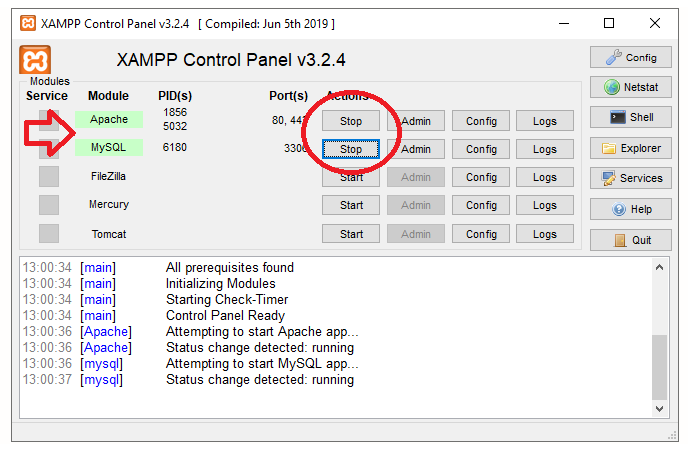 XAMPP Control Panel v3.2.4 [ Compiled: Jun 5th 2019 ]
XAMPP Control Panel v3.2.4
Config
Modules
Service Module PID(s) Port(s) Actions
Netstat
Apache 1856 5032 80, 443 Stop Admin Config Logs
Shell
MySQL 6180 3306 Stop Admin Config Logs
Explorer
FileZilla Start Admin Config Logs
Services
Mercury Start Admin Config Logs
Help
Tomcat Start Admin Config Logs
Quit
13:00:34 [main] All prerequisites found
13:00:34 [main] Initializing Modules
13:00:34 [main] Starting Check-Timer
13:00:34 [main] Control Panel Ready
13:00:36 [Apache] Attempting to start Apache app...
13:00:36 [Apache] Status change detected: running
13:00:36 [mysql] Attempting to start MySQL app...
13:00:37 [mysql] Status change detected: running